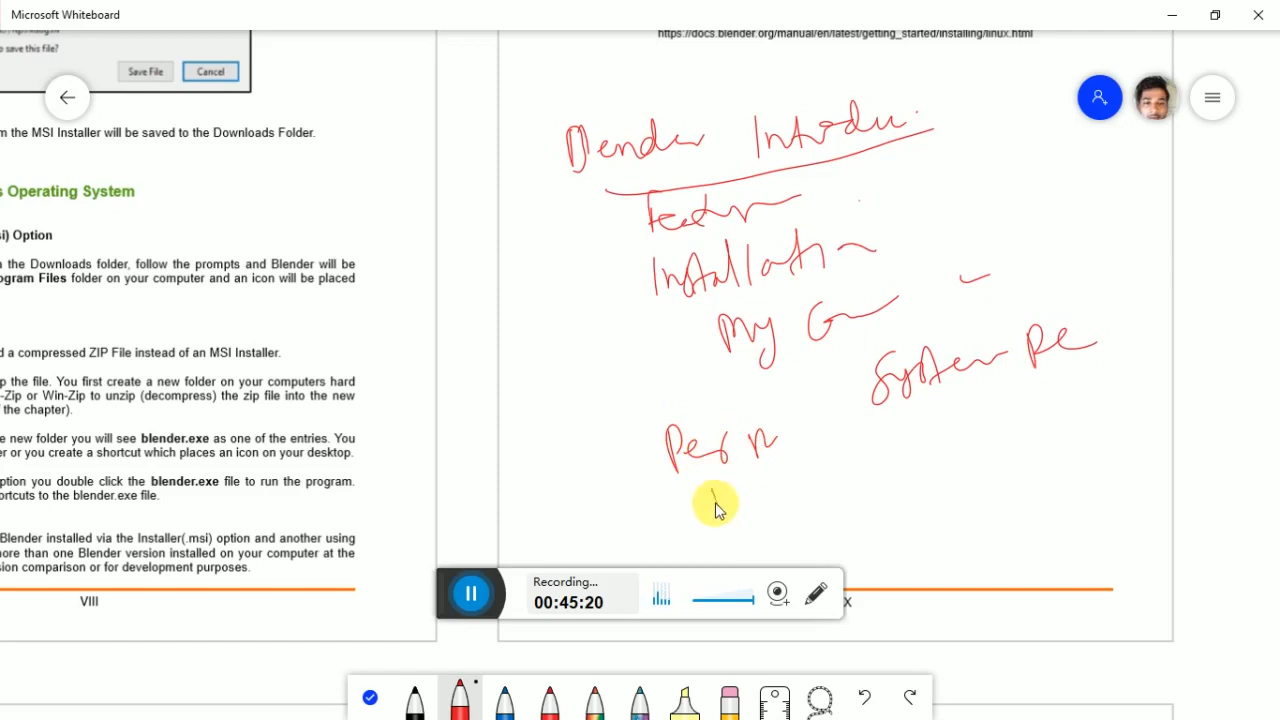 Microsoft Whiteboard
to save this file?
Save File
Cancel
m the MSI Installer will be saved to the Downloads Folder.
s Operating System
si) Option
n the Downloads folder, follow the prompts and Blender will be
ogram Files folder on your computer and an icon will be placed
d a compressed ZIP File instead of an MSI Installer.
p the file. You first create a new folder on your computers hard
-Zip or Win-Zip to unzip (decompress) the zip file into the new
f the chapter).
e new folder you will see blender.exe as one of the entries. You
er or you create a shortcut which places an icon on your desktop.
ption you double click the blender.exe file to run the program.
ortcuts to the blender.exe file.
Blender installed via the Installer(.msi) option and another using
more than one Blender version installed on your computer at the
sion comparison or for development purposes.
VIII
https://docs.blender.org/manual/en/latest/getting_started/installing/linux.html
Blender Introdu.
Installation
My
System Re
Recording...
00:45:20
X